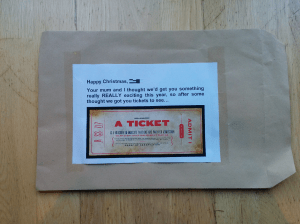 Happy Christmas,
Your mum and I thought we'd get you something
really REALLY exciting this year, so after some
thought we got you tickets to see...
A TICKET
ADMIT 1